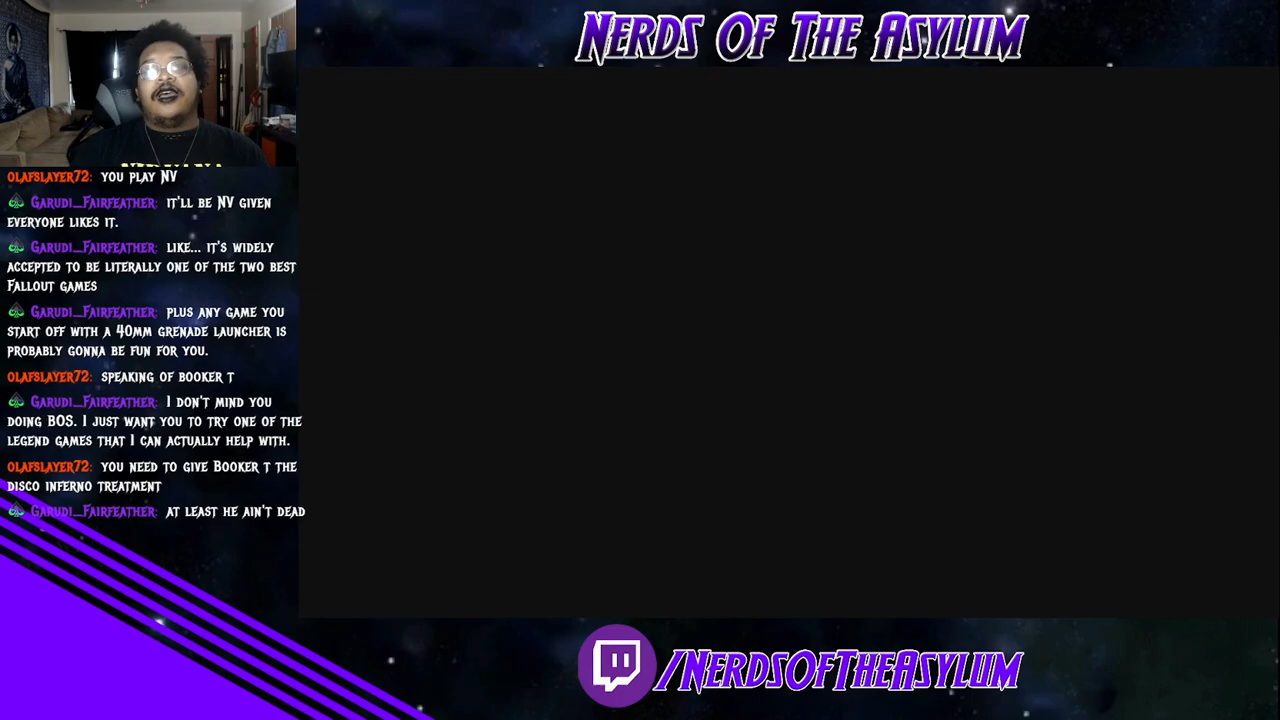 Nerds Of The Asylum
NIRVANA
olafslayer72: you play NV
Garudi_Fairfeather: it'll be NV given
everyone likes it.
Garudi_Fairfeather: like... it's widely
accepted to be literally one of the two best
Fallout games
Garudi_Fairfeather: plus any game you
start off with a 40mm grenade launcher is
probably gonna be fun for you.
olafslayer72: speaking of booker t
Garudi_Fairfeather: I don't mind you
doing BOS. I just want you to try one of the
legend games that I can actually help with.
olafslayer72: you need to give Booker t the
disco inferno treatment
Garudi_Fairfeather: at least he ain't dead
/NerdsOfTheAsylum